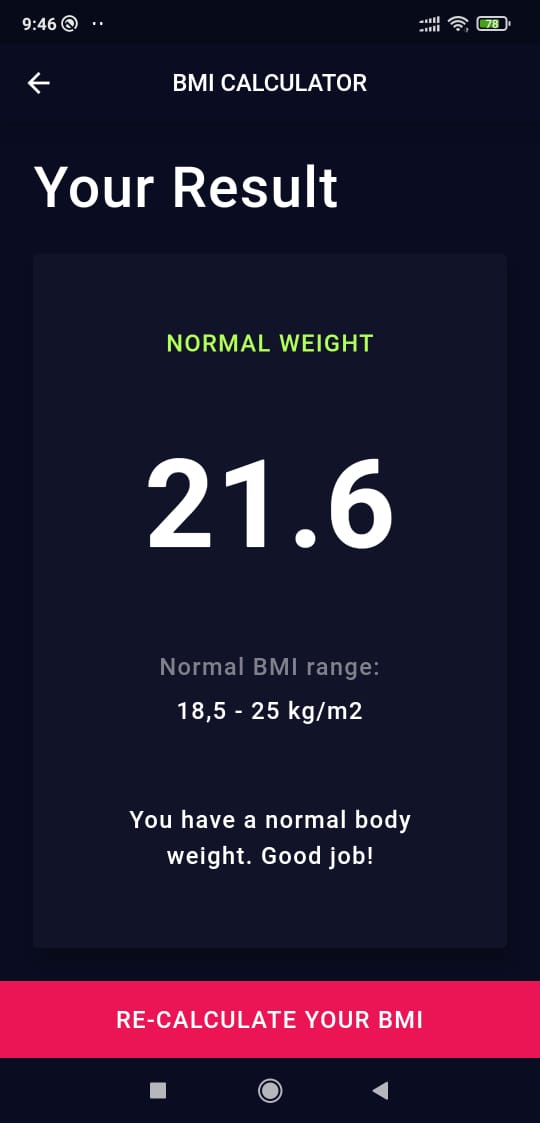 9:46
78
BMI CALCULATOR
Your Result
NORMAL WEIGHT
21.6
Normal BMI range:
18,5 - 25 kg/m2
You have a normal body
weight. Good job!
RE-CALCULATE YOUR BMI